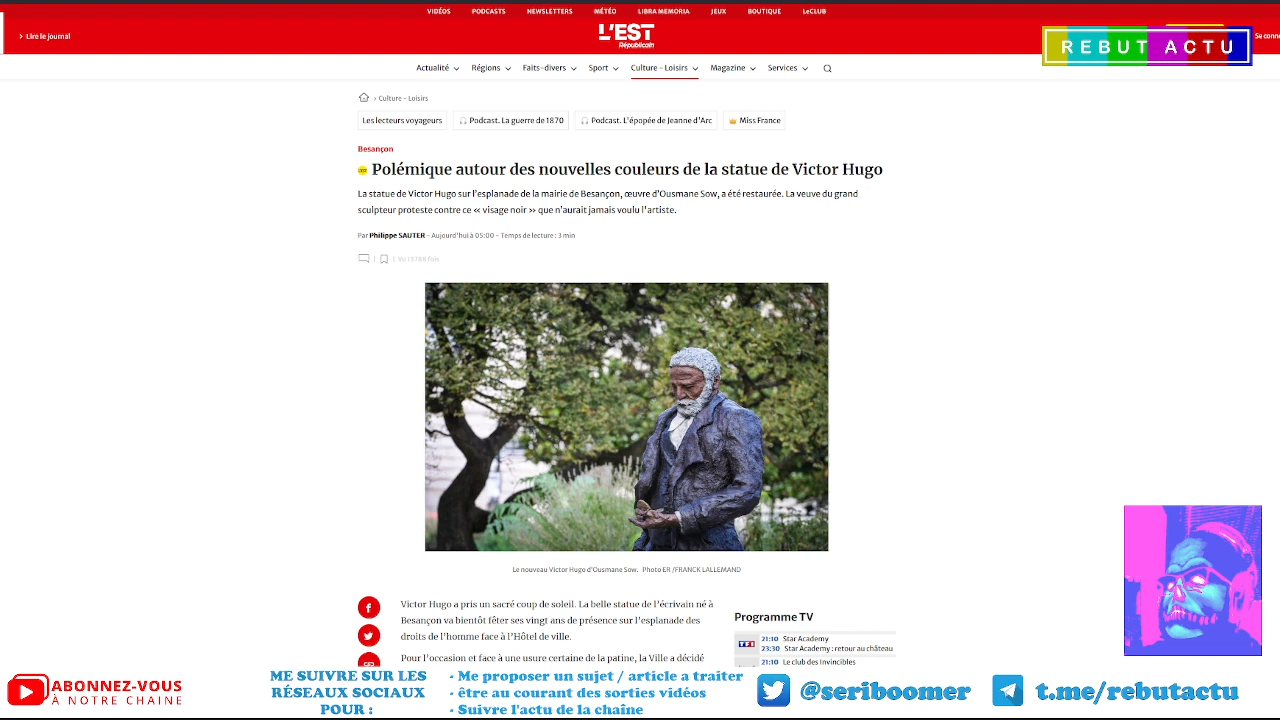 VIDÉOS PODCASTS NEWSLETTERS MÉTÉO LIBRA MEMORIA JEUX BOUTIQUE LeCLUB
Lire le journal
L'EST
Républicain
REBUT ACTU
Se conn
Actualité Régions Faits-divers Sport Culture - Loisirs Magazine Services
› Culture - Loisirs
Les lecteurs voyageurs Podcast. La guerre de 1870 Podcast. L'épopée de Jeanne d'Arc Miss France
Besançon
Polémique autour des nouvelles couleurs de la statue de Victor Hugo
La statue de Victor Hugo sur l'esplanade de la mairie de Besançon, œuvre d'Ousmane Sow, a été restaurée. La veuve du grand
sculpteur proteste contre ce « visage noir » que n'aurait jamais voulu l'artiste.
Par Philippe SAUTER - Aujourd'hui à 05:00 - Temps de lecture : 3 min
Le nouveau Victor Hugo d'Ousmane Sow. Photo ER /FRANCK LALLEMAND
Victor Hugo a pris un sacré coup de soleil. La belle statue de l'écrivain né à
Besançon va bientôt fêter ses vingt ans de présence sur l'esplanade des
droits de l'homme face à l'Hôtel de ville.
Pour l'occasion et face à une usure certaine de la patine, la Ville a décidé
Programme TV
TF1
21:10 Star Academy
23:30 Star Academy : retour au château
21:10 Le club des Invincibles
ABONNEZ-VOUS
À NOTRE CHAINE
ME SUIVRE SUR LES
RÉSEAUX SOCIAUX
POUR :
- Me proposer un sujet / article a traiter
- être au courant des sorties vidéos
- Suivre l'actu de la chaîne
@seriboomer
t.me/rebutactu